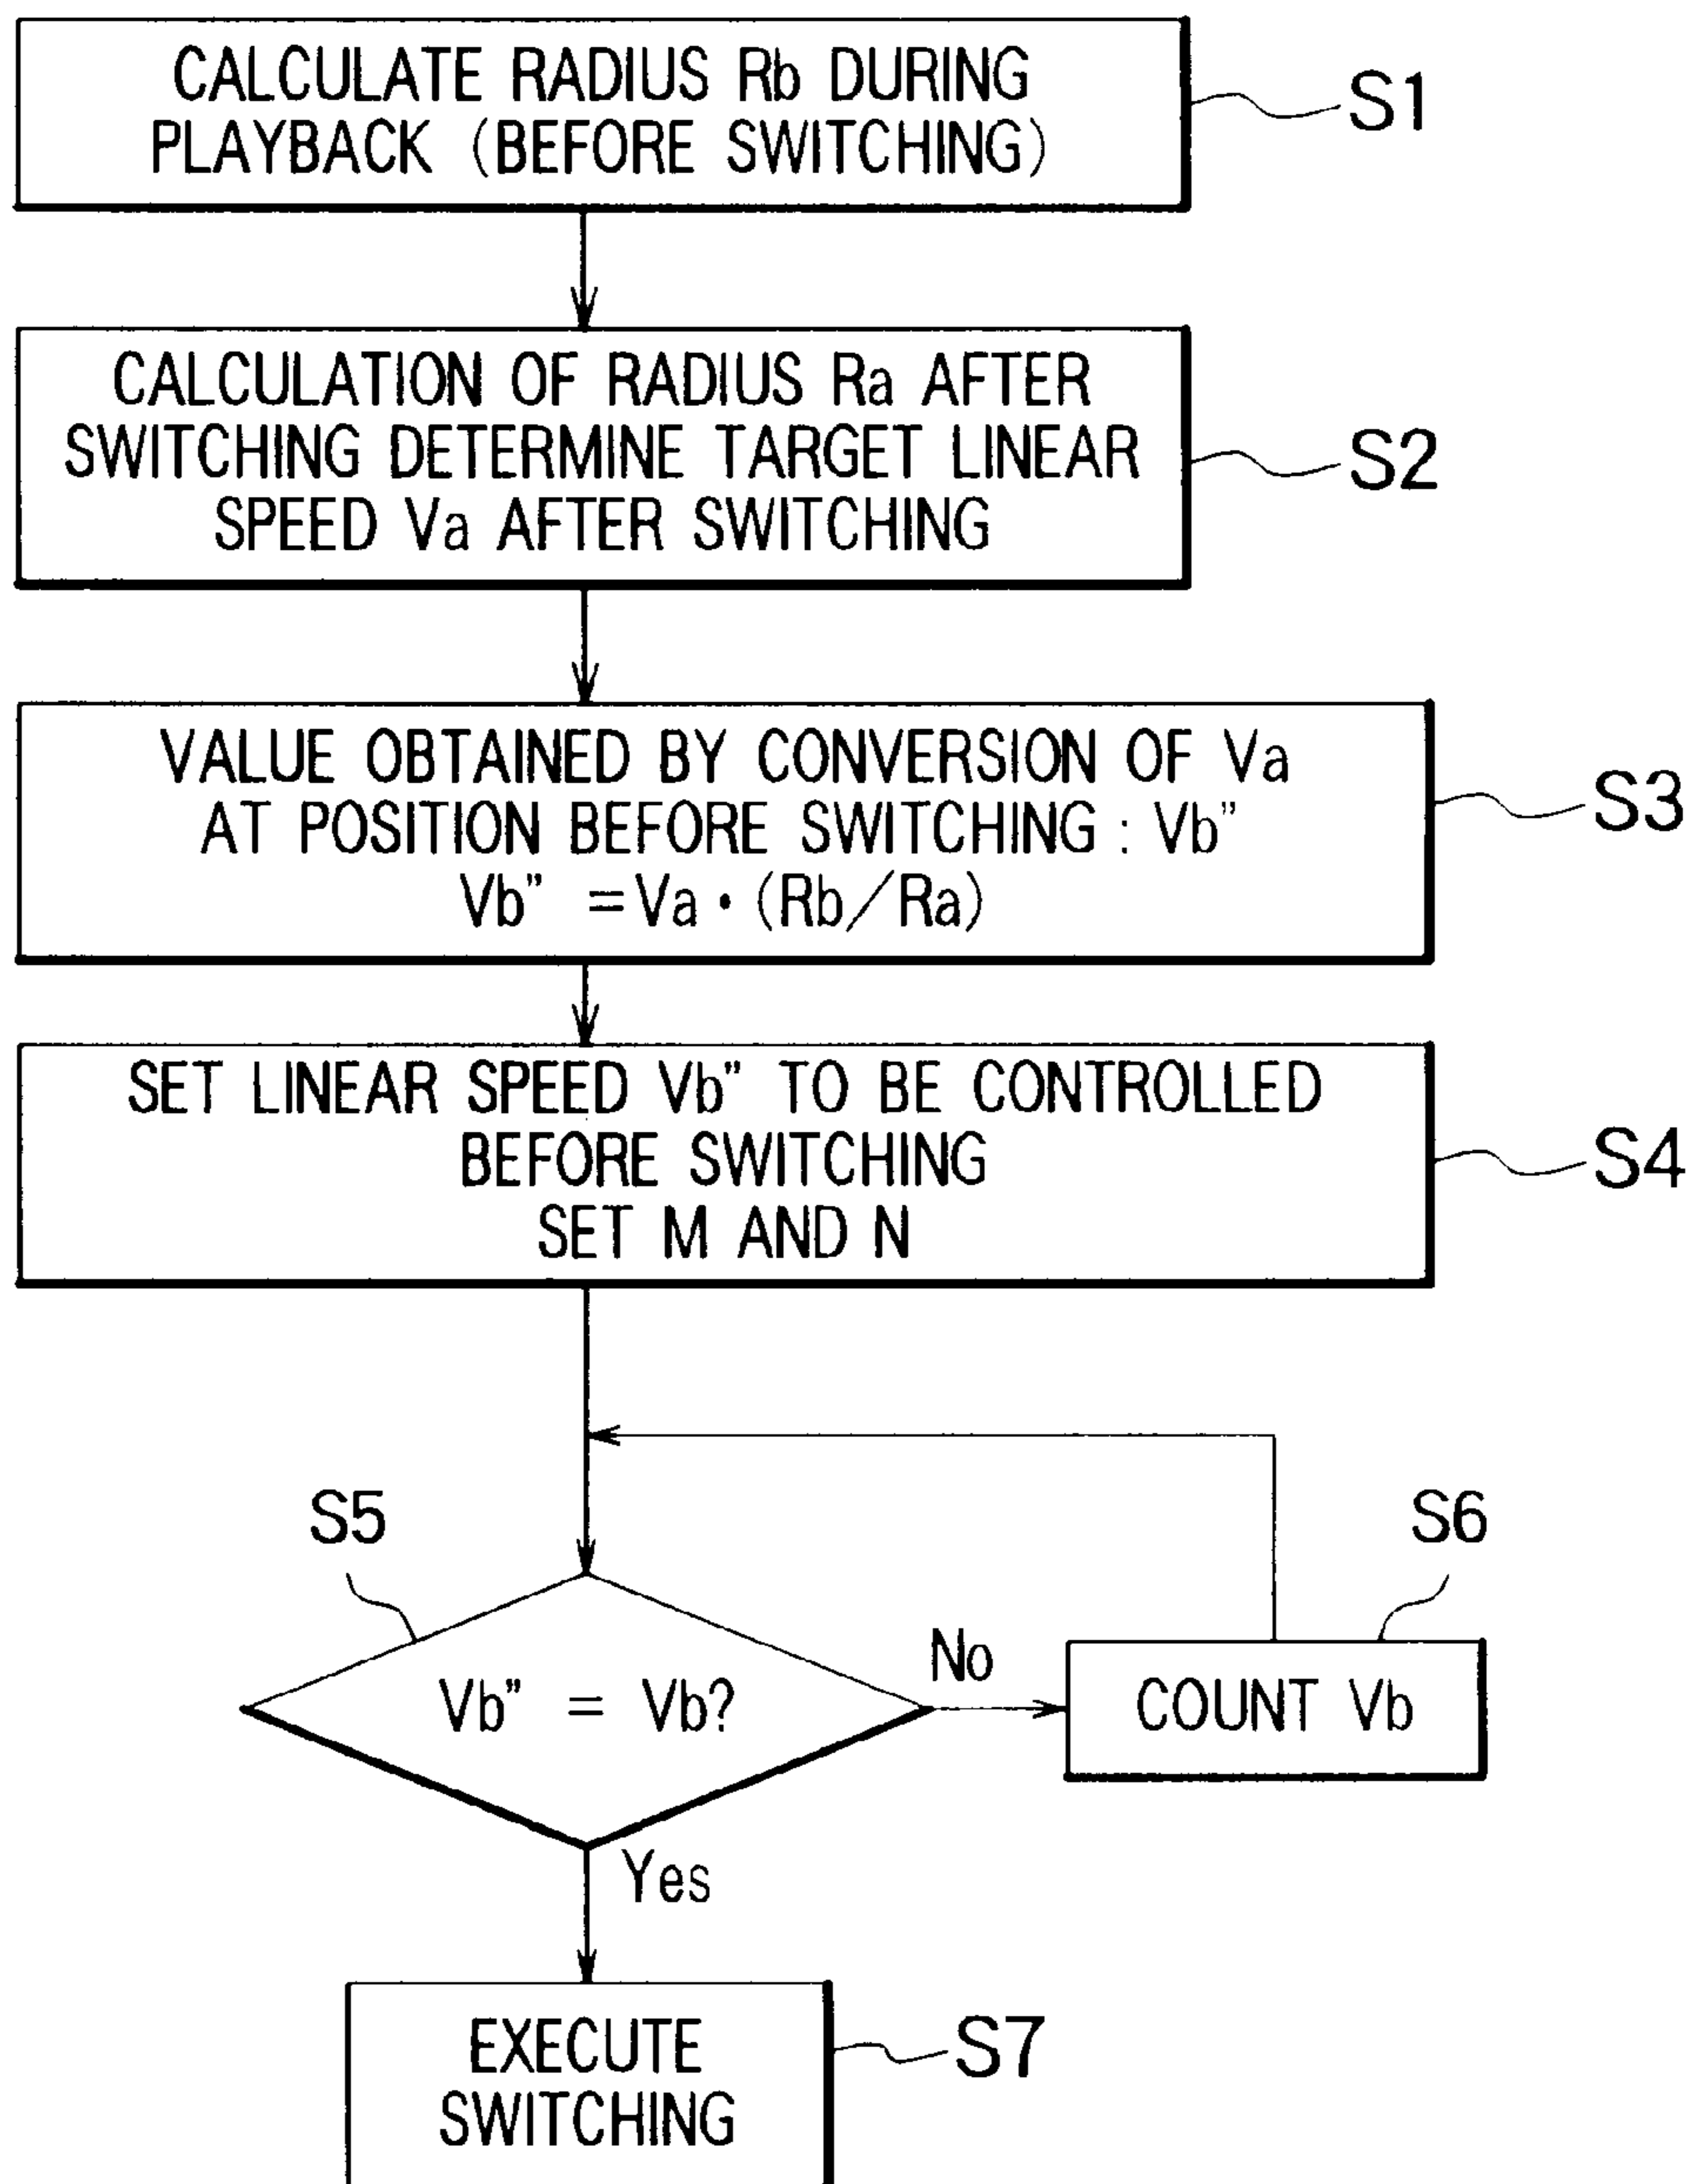 CALCULATE RADIUS Rb DURING
PLAYBACK (BEFORE SWITCHING)
S1
CALCULATION OF RADIUS Ra AFTER
SWITCHING DETERMINE TARGET LINEAR
SPEED Va AFTER SWITCHING
S2
VALUE OBTAINED BY CONVERSION OF Va
AT POSITION BEFORE SWITCHING : Vb”
Vb” =Va • (Rb/Ra)
S3
SET LINEAR SPEED Vb” TO BE CONTROLLED
BEFORE SWITCHING
SET M AND N
S4
S5
S6
Vb” = Vb?
No
COUNT Vb
Yes
EXECUTE
SWITCHING
S7